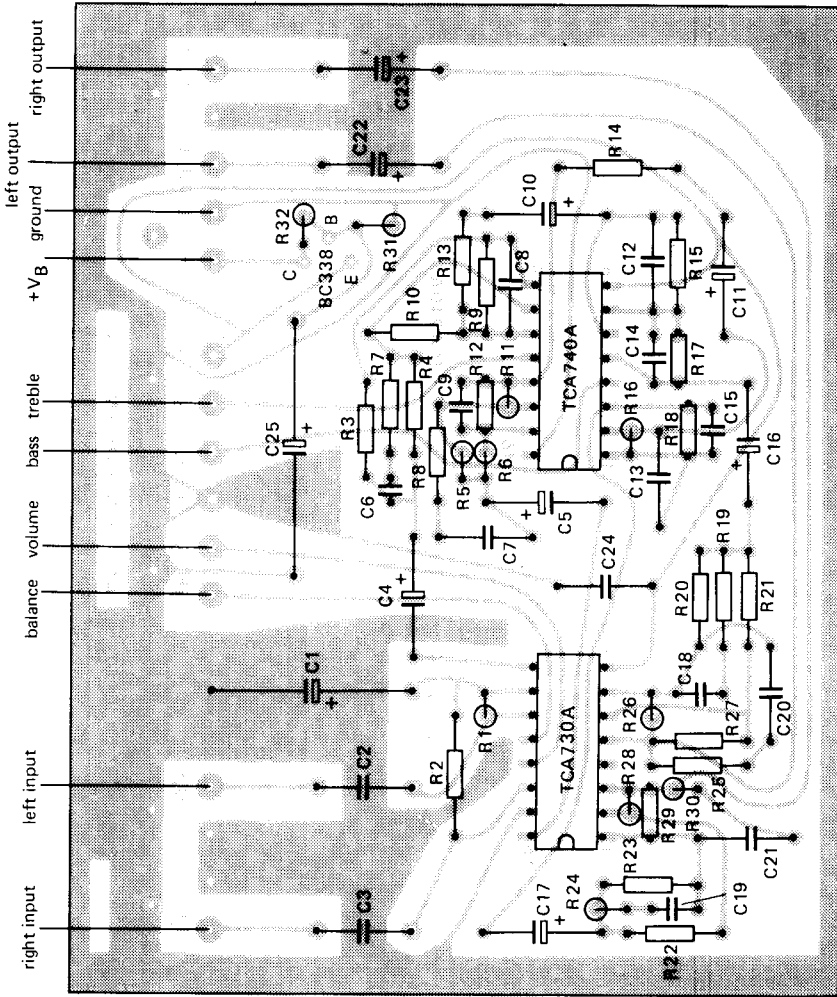 right input
left input
balance
volume
bass
treble
+VB
ground
left output
right output
C3
C2
C1
C25
C
BC338
B
E
R32
R31
C22
C23
+
+
+
+
C4
+
C6
R3
R7
R4
R8
R10
R13
R9
C8
C10
+
R12
C9
R11
R5
R6
C7
C5
+
R2
R1
C17
+
TCA730A
TCA740A
C24
R14
R24
R23
R22
C19
R28
R29
R30
R25
R26
R27
C18
C20
C21
R20
R19
R21
R16
C13
R18
C15
C16
+
C14
R17
C12
R15
C11
+